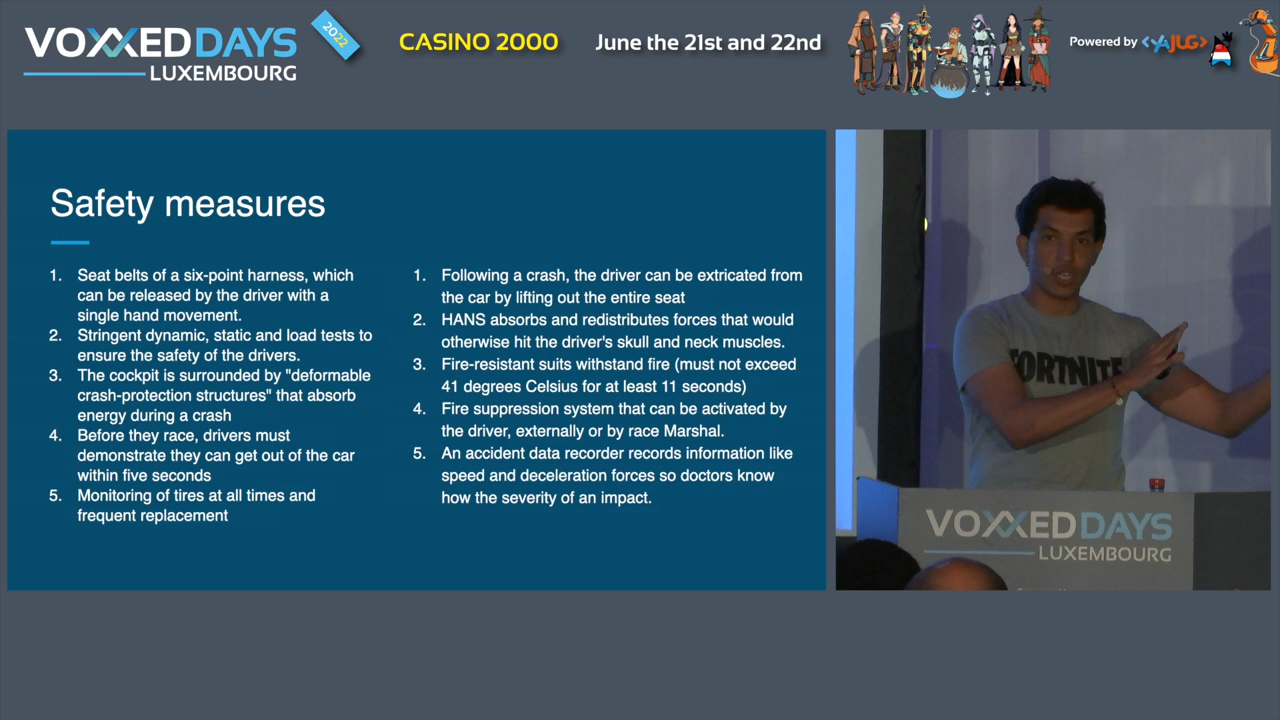 VOXXED DAYS
LUXEMBOURG
2022
CASINO 2000
June the 21st and 22nd
Powered by <YAJUG>
Safety measures
1. Seat belts of a six-point harness, which
can be released by the driver with a
single hand movement.
2. Stringent dynamic, static and load tests to
ensure the safety of the drivers.
3. The cockpit is surrounded by "deformable
crash-protection structures" that absorb
energy during a crash
4. Before they race, drivers must
demonstrate they can get out of the car
within five seconds
5. Monitoring of tires at all times and
frequent replacement
1. Following a crash, the driver can be extricated from
the car by lifting out the entire seat
2. HANS absorbs and redistributes forces that would
otherwise hit the driver's skull and neck muscles.
3. Fire-resistant suits withstand fire (must not exceed
41 degrees Celsius for at least 11 seconds)
4. Fire suppression system that can be activated by
the driver, externally or by race Marshal.
5. An accident data recorder records information like
speed and deceleration forces so doctors know
how the severity of an impact.
FORTNITE
VOXXED DAYS
LUXEMBOURG